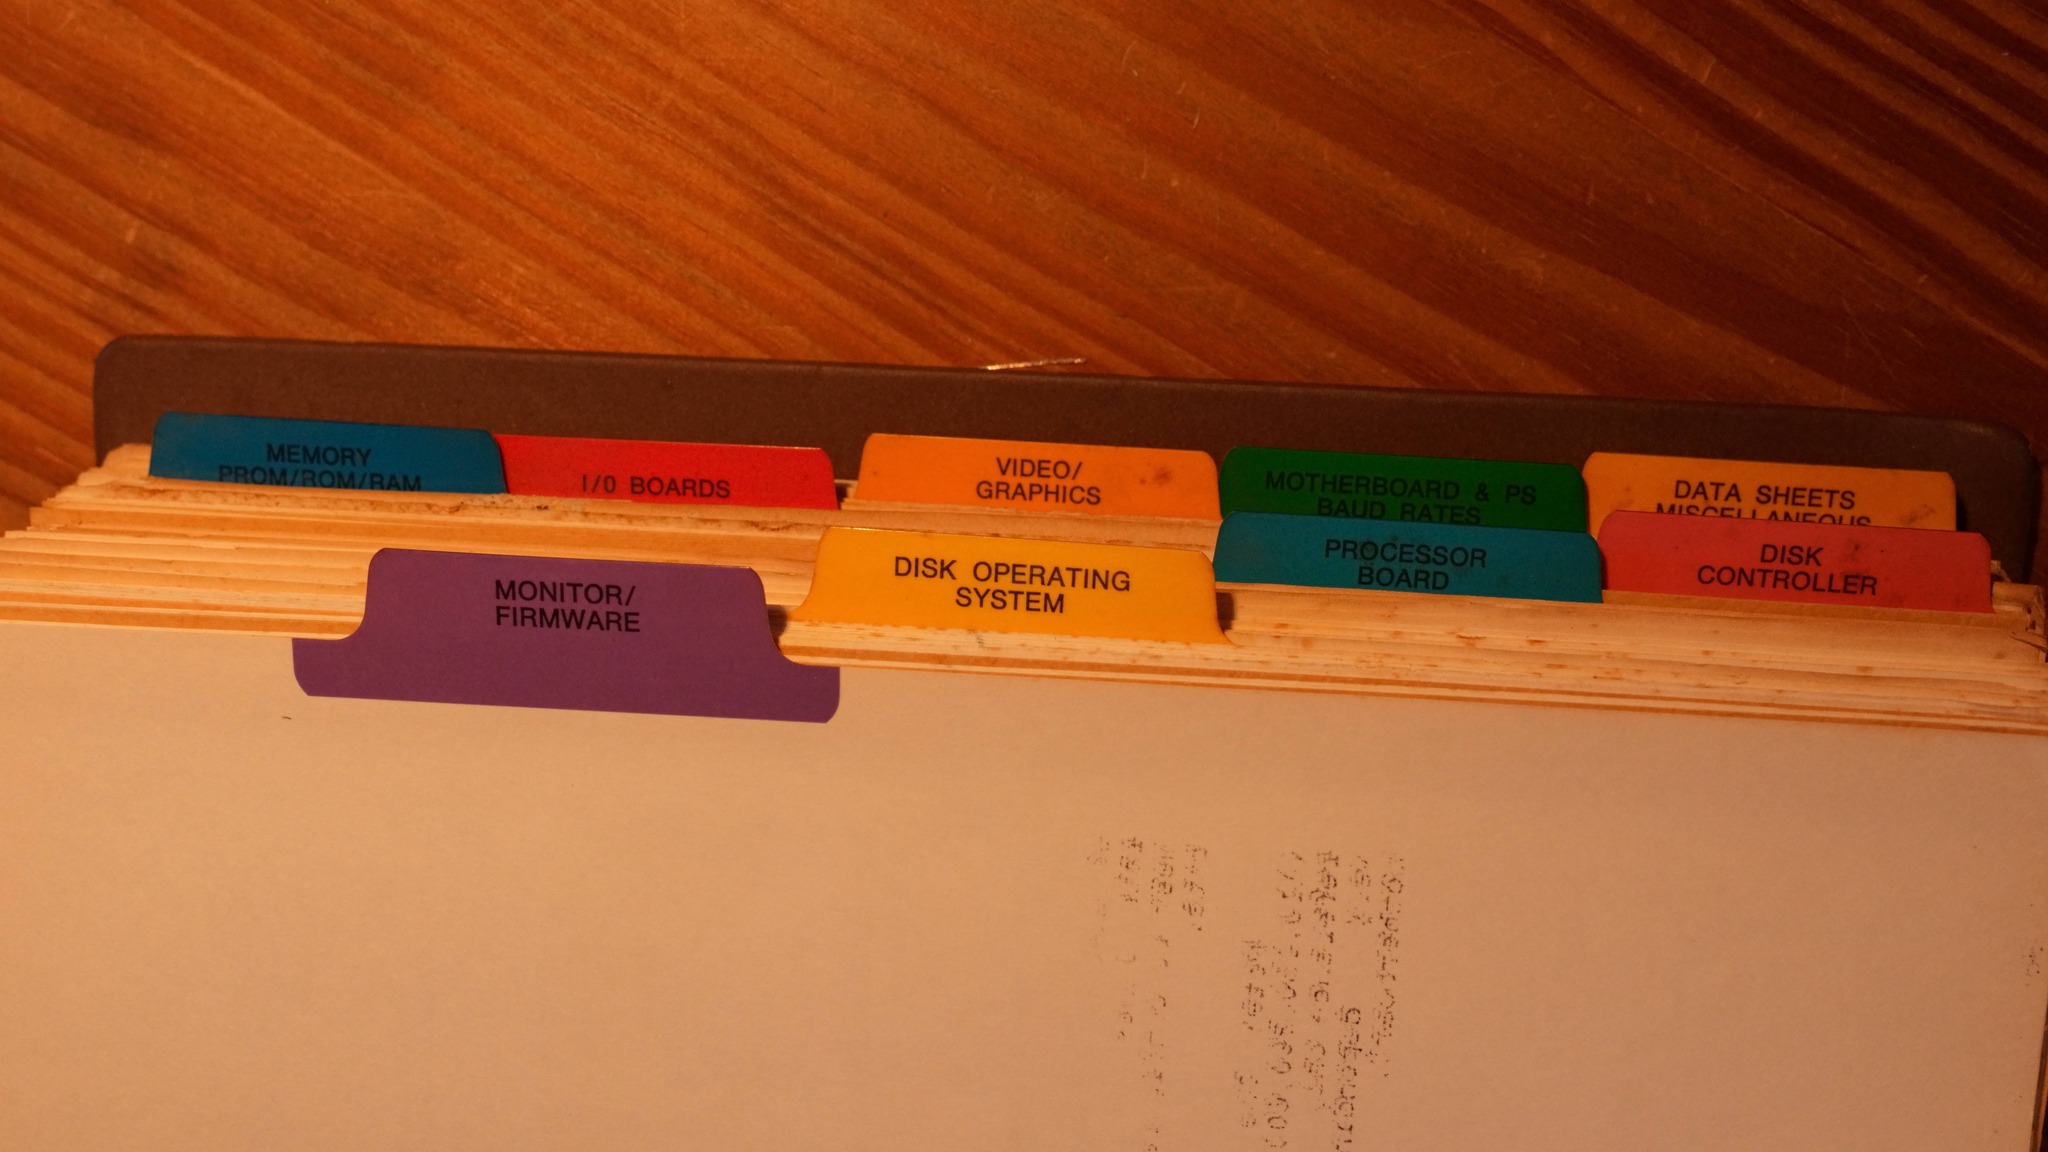 MEMORY
PROM/ROM/RAM
I/0 BOARDS
VIDEO/
GRAPHICS
MOTHERBOARD & PS
BAUD RATES
DATA SHEETS
MISCELLANEOUS
MONITOR/
FIRMWARE
DISK OPERATING
SYSTEM
PROCESSOR
BOARD
DISK
CONTROLLER